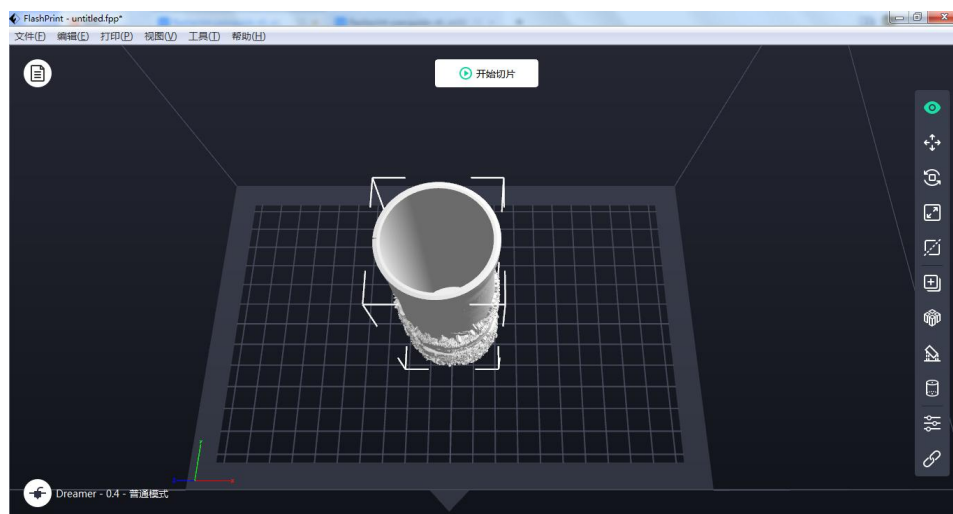 FlashPrint - untitled.fpp*
文件(F) 编辑(E) 打印(P) 视图(V) 工具(T) 帮助(H)
开始切片
Dreamer - 0.4 - 普通模式